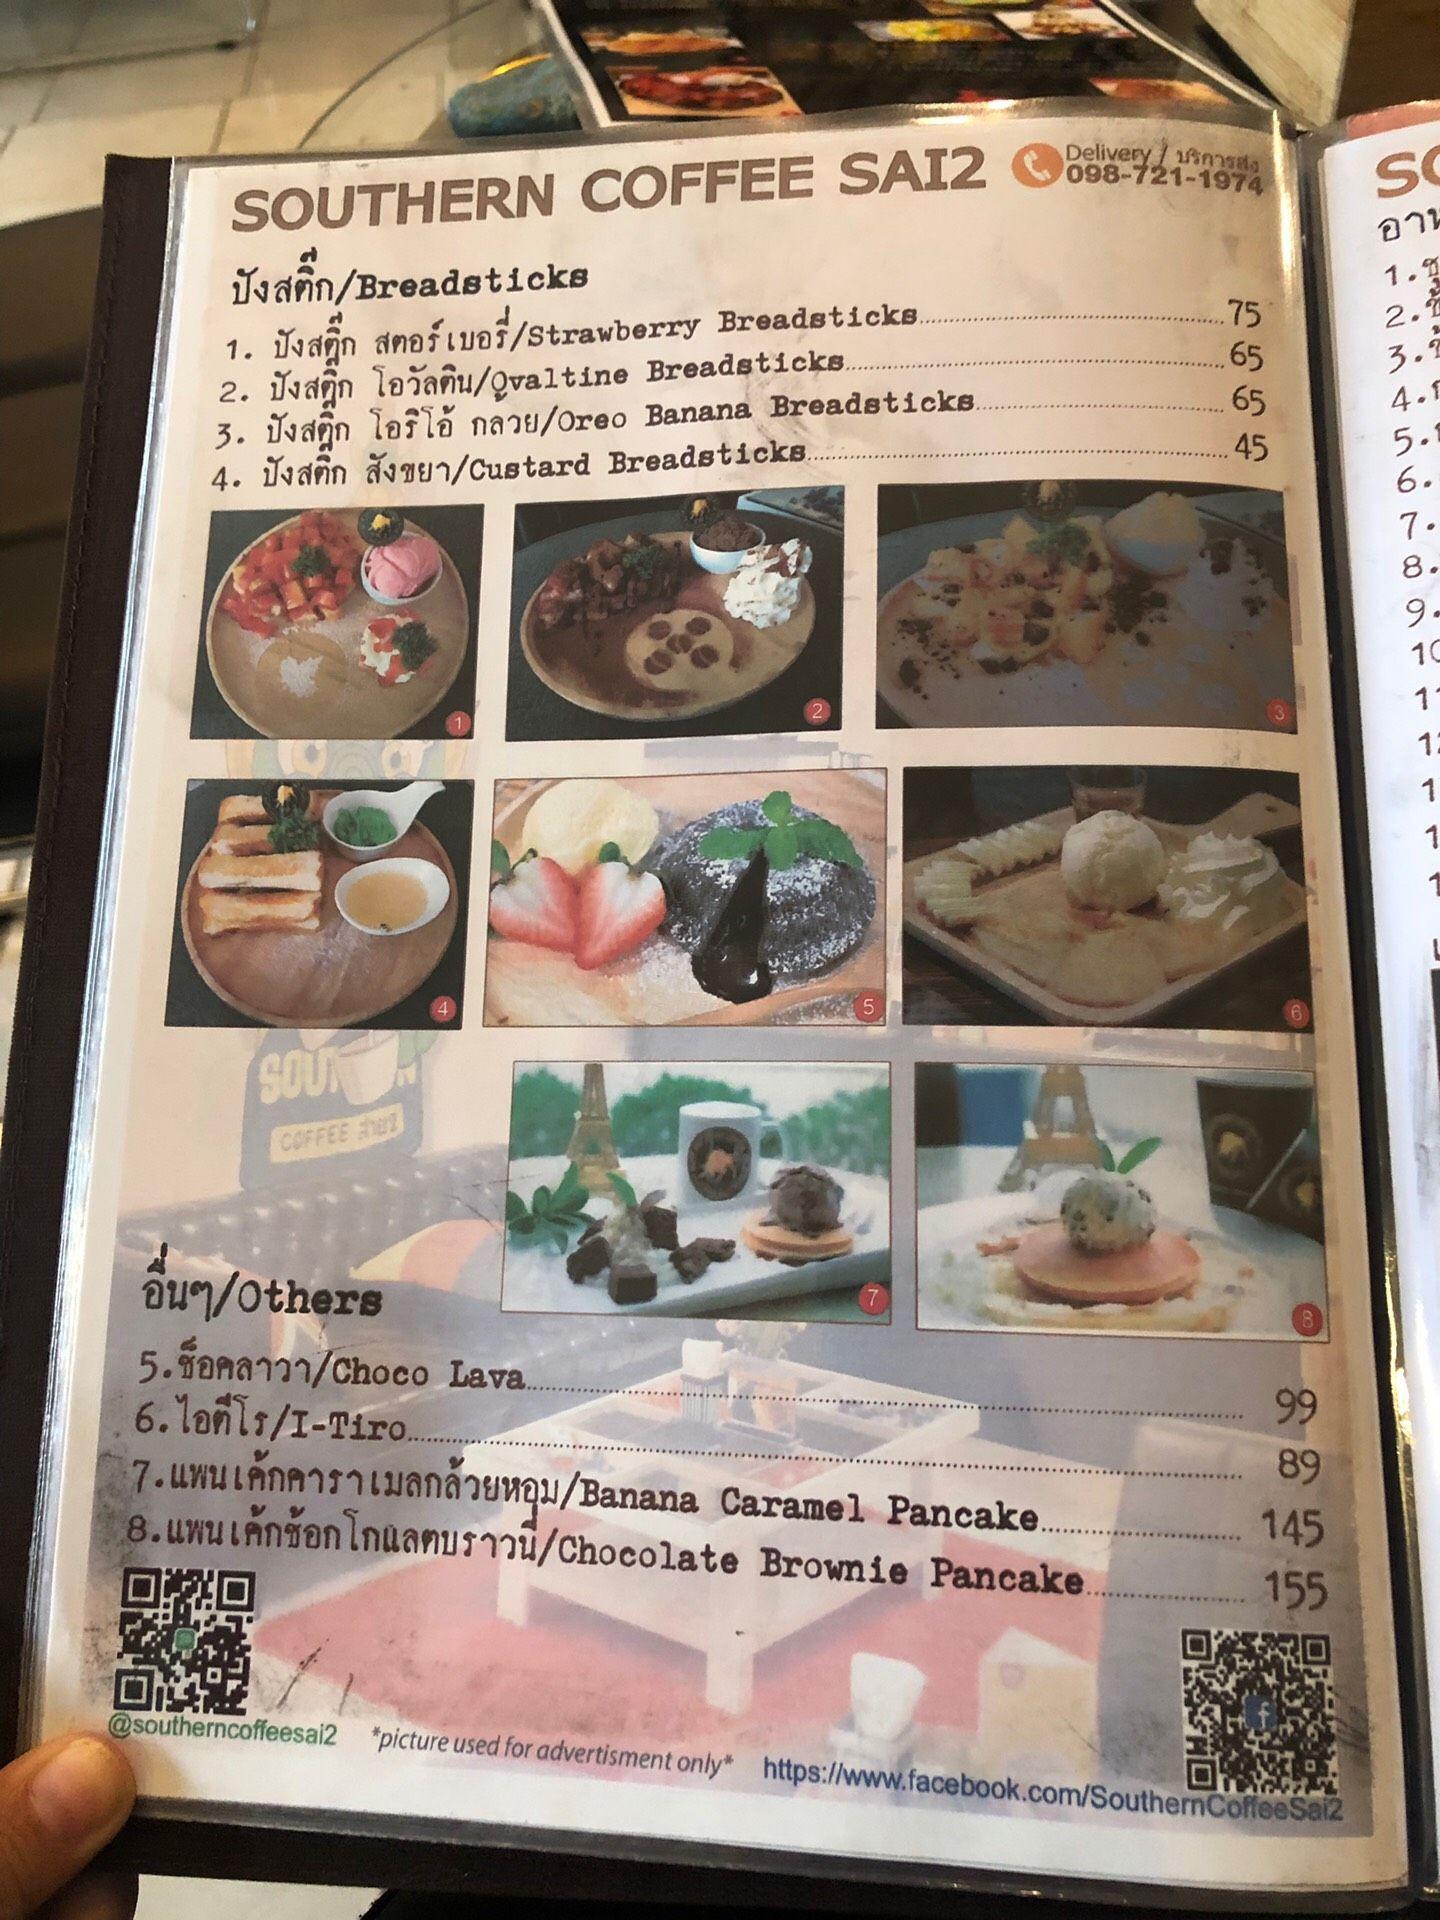 SOUTHERN COFFEE SAI2
Delivery / บริการส่ง
098-721-1974
ปังสติ๊ก/Breadsticks
1. ปังสติ๊ก สตอร์เบอรี่/Strawberry Breadsticks 75
2. ปังสติ๊ก โอวัลติน/Ovaltine Breadsticks 65
3. ปังสติ๊ก โอริโอ้ กล้วย/Oreo Banana Breadsticks 65
4. ปังสติ๊ก สังขยา/Custard Breadsticks 45
1
2
3
4
5
6
7
8
COFFEE สาย2
อื่นๆ/Others
5.ช็อคลาวา/Choco Lava 99
6.ไอตีโร/I-Tiro 89
7.แพนเค้กคาราเมลกล้วยหอม/Banana Caramel Pancake 145
8.แพนเค้กช้อกโกแลตบราวนี่/Chocolate Brownie Pancake 155
@southerncoffeesai2
*picture used for advertisment only*
https://www.facebook.com/SouthernCoffeeSai2
1.
2.
3.
4.
5.
6.
7.
8.
9.